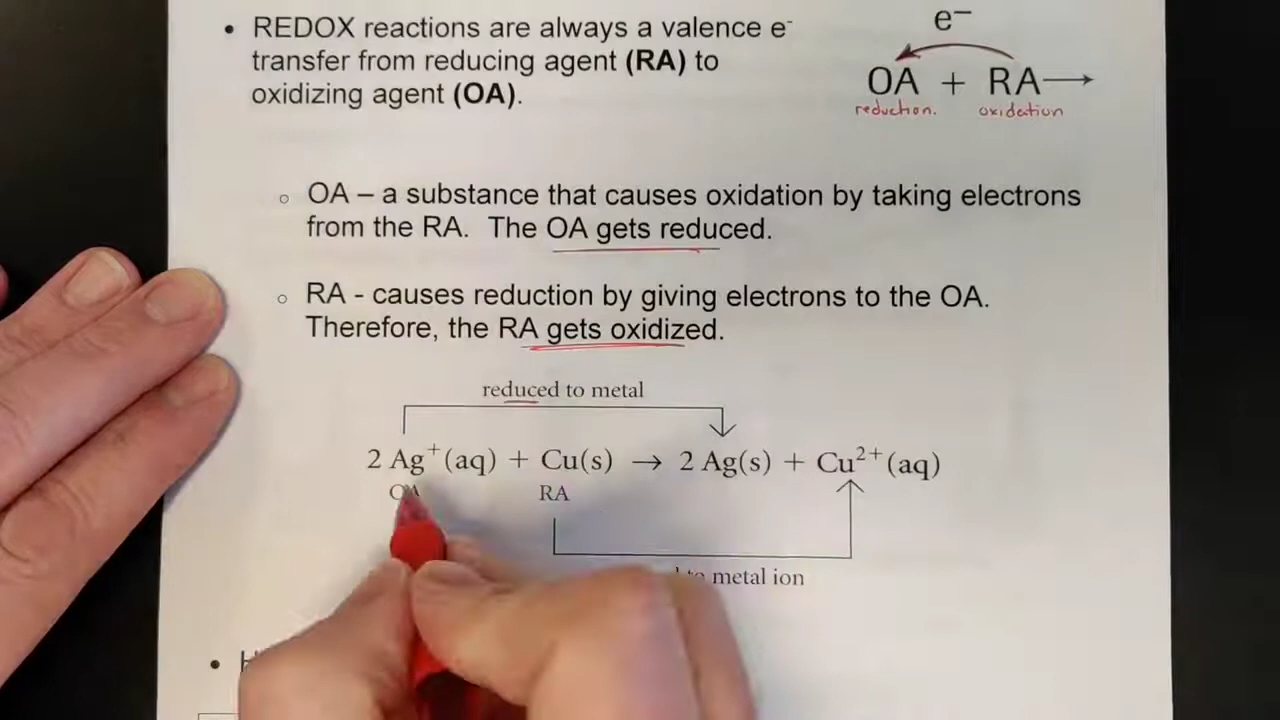 • REDOX reactions are always a valence e⁻
transfer from reducing agent (RA) to
oxidizing agent (OA).
e⁻
OA + RA⟶
reduction. oxidation
○ OA – a substance that causes oxidation by taking electrons
from the RA. The OA gets reduced.
○ RA - causes reduction by giving electrons to the OA.
Therefore, the RA gets oxidized.
reduced to metal
2 Ag⁺(aq) + Cu(s) → 2 Ag(s) + Cu²⁺(aq)
OA RA
to metal ion
•